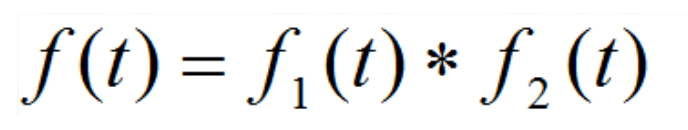 f(t) = f₁(t) * f₂(t)